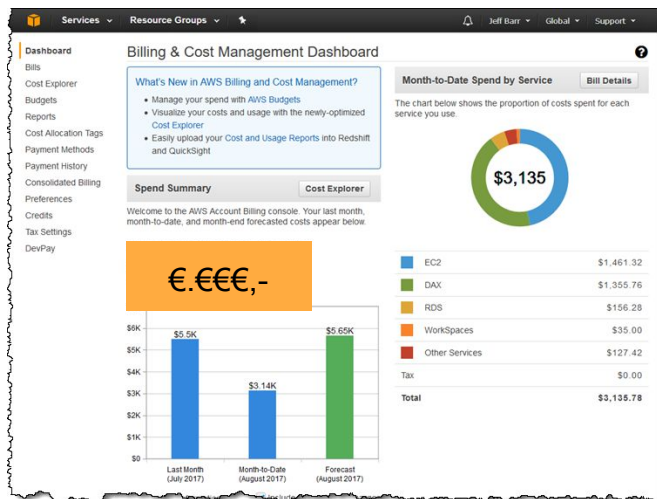 Services
Resource Groups
Jeff Barr
Global
Support
Dashboard
Bills
Cost Explorer
Budgets
Reports
Cost Allocation Tags
Payment Methods
Payment History
Consolidated Billing
Preferences
Credits
Tax Settings
DevPay
Billing & Cost Management Dashboard
?
What's New in AWS Billing and Cost Management?
• Manage your spend with AWS Budgets
• Visualize your costs and usage with the newly-optimized
Cost Explorer
• Easily upload your Cost and Usage Reports into Redshift
and QuickSight
Spend Summary
Cost Explorer
Welcome to the AWS Account Billing console. Your last month,
month-to-date, and month-end forecasted costs appear below.
€.€€€,-
$6K
$5K
$4K
$3K
$2K
$1K
$0
$5.5K
$3.14K
$5.65K
Last Month
(July 2017)
Month-to-Date
(August 2017)
Forecast
(August 2017)
Month-to-Date Spend by Service
Bill Details
The chart below shows the proportion of costs spent for each
service you use.
$3,135
EC2 $1,461.32
DAX $1,355.76
RDS $156.28
WorkSpaces $35.00
Other Services $127.42
Tax $0.00
Total $3,135.78